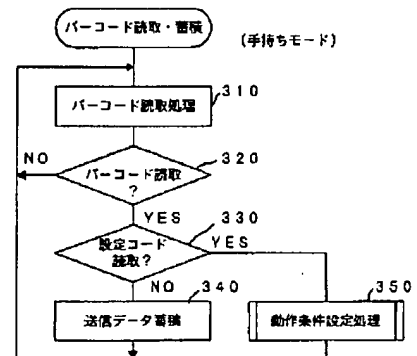 バーコード読取・蓄積
(手持ちモード)
310
バーコード読取処理
320
NO
バーコード読取
?
YES
330
設定コード
読取?
YES
NO
340
送信データ蓄積
350
動作条件設定処理